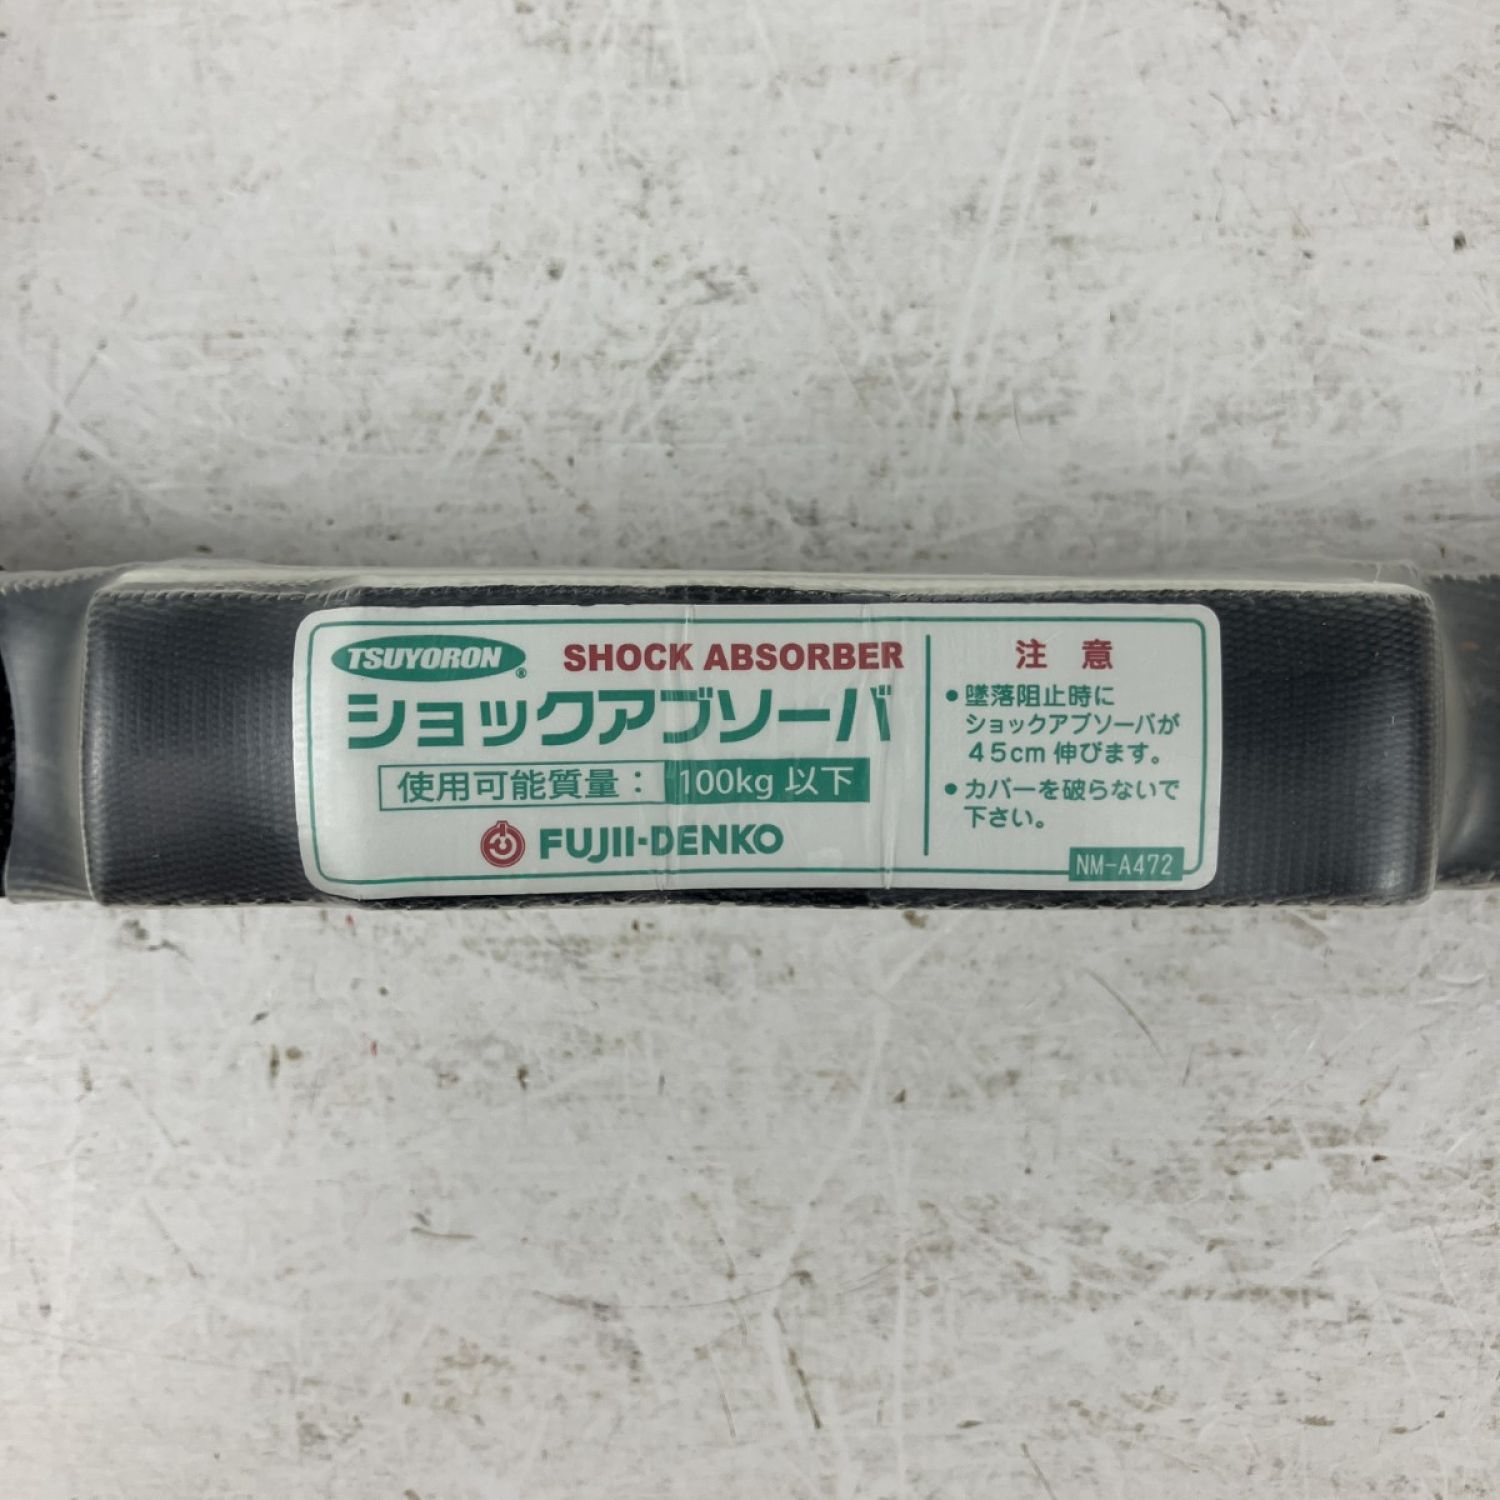 TSUYORON®
SHOCK ABSORBER
ショックアブソーバ
使用可能質量：100kg 以下
FUJII-DENKO
注 意
●墜落阻止時に
ショックアブソーバが
45cm 伸びます。
●カバーを破らないで
下さい。
NM-A472